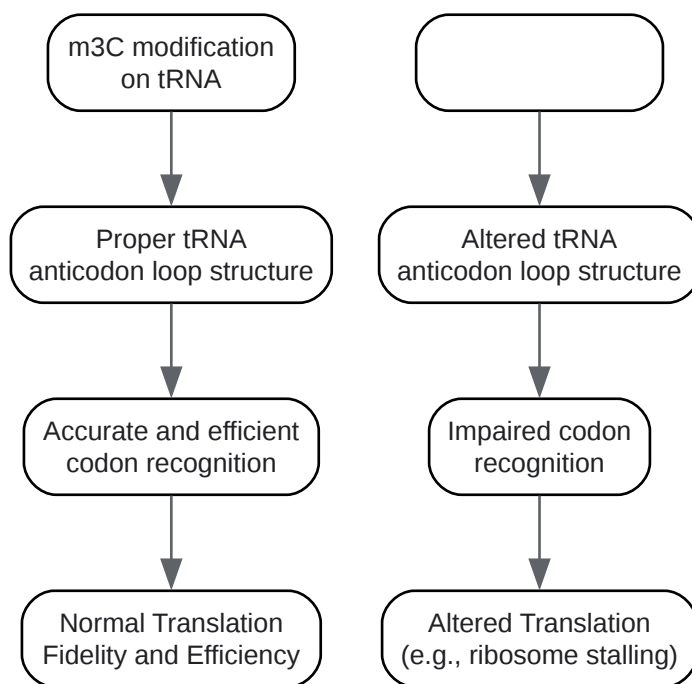 m3C modification
on tRNA
Proper tRNA
anticodon loop structure
Altered tRNA
anticodon loop structure
Accurate and efficient
codon recognition
Impaired codon
recognition
Normal Translation
Fidelity and Efficiency
Altered Translation
(e.g., ribosome stalling)